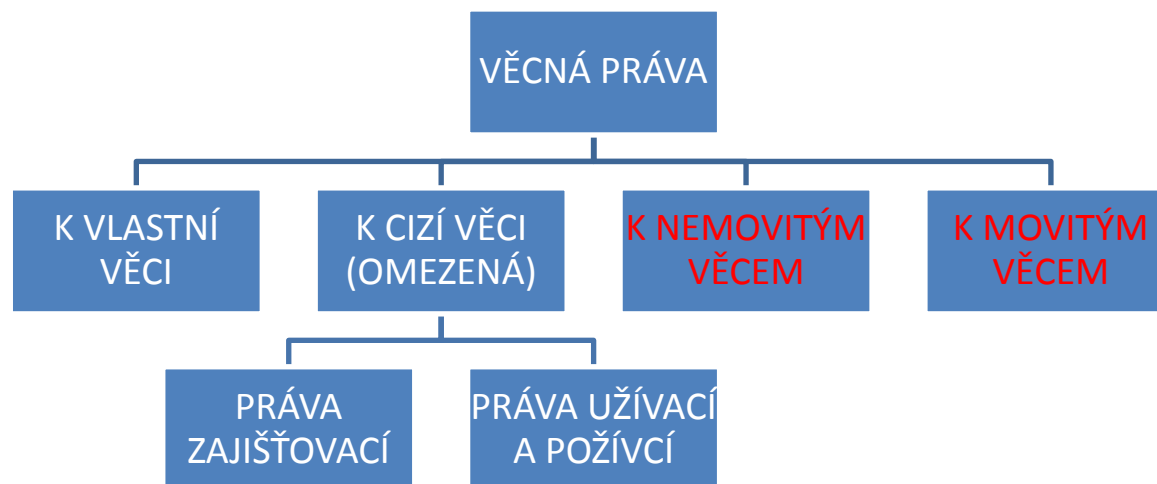 VĚCNÁ PRÁVA
K VLASTNÍ
VĚCI
K CIZÍ VĚCI
(OMEZENÁ)
K NEMOVITÝM
VĚCEM
K MOVITÝM
VĚCEM
PRÁVA
ZAJIŠŤOVACÍ
PRÁVA UŽÍVACÍ
A POŽÍVCÍ